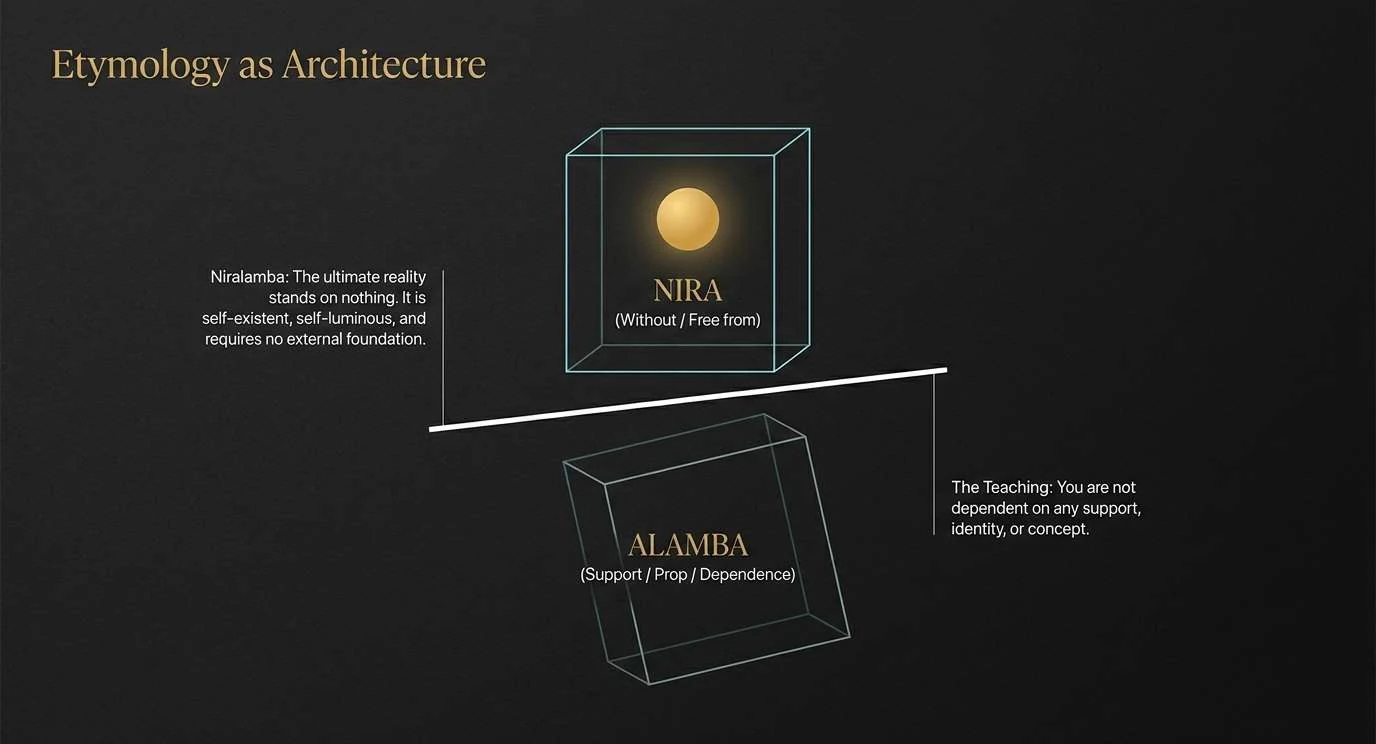 Etymology as Architecture
NIRA
(Without / Free from)
Niralamba: The ultimate reality
stands on nothing. It is
self-existent, self-luminous, and
requires no external foundation.
ALAMBA
(Support / Prop / Dependence)
The Teaching: You are not
dependent on any support,
identity, or concept.